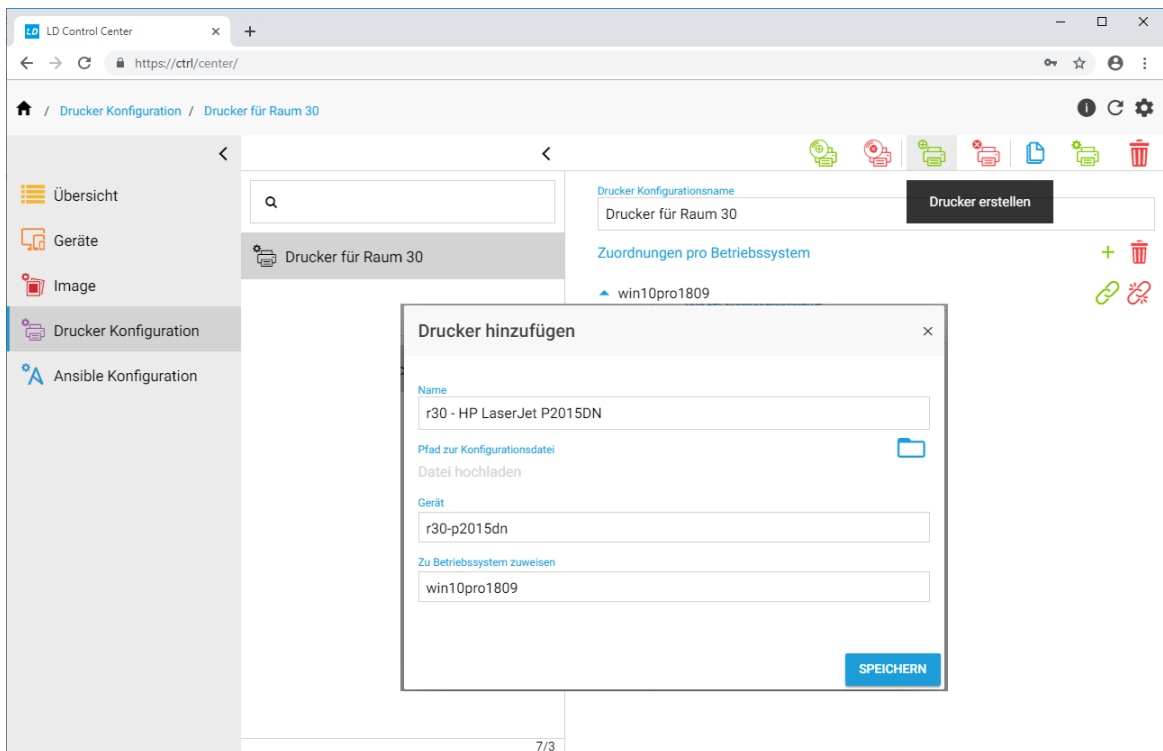 LD LD Control Center
https://ctrl/center/
/ Drucker Konfiguration / Drucker für Raum 30
Übersicht
Geräte
Image
Drucker Konfiguration
Ansible Konfiguration
Drucker für Raum 30
7/3
Drucker erstellen
Drucker Konfigurationsname
Drucker für Raum 30
Zuordnungen pro Betriebssystem
win10pro1809
Drucker hinzufügen
Name
r30 - HP LaserJet P2015DN
Pfad zur Konfigurationsdatei
Datei hochladen
Gerät
r30-p2015dn
Zu Betriebssystem zuweisen
win10pro1809
SPEICHERN